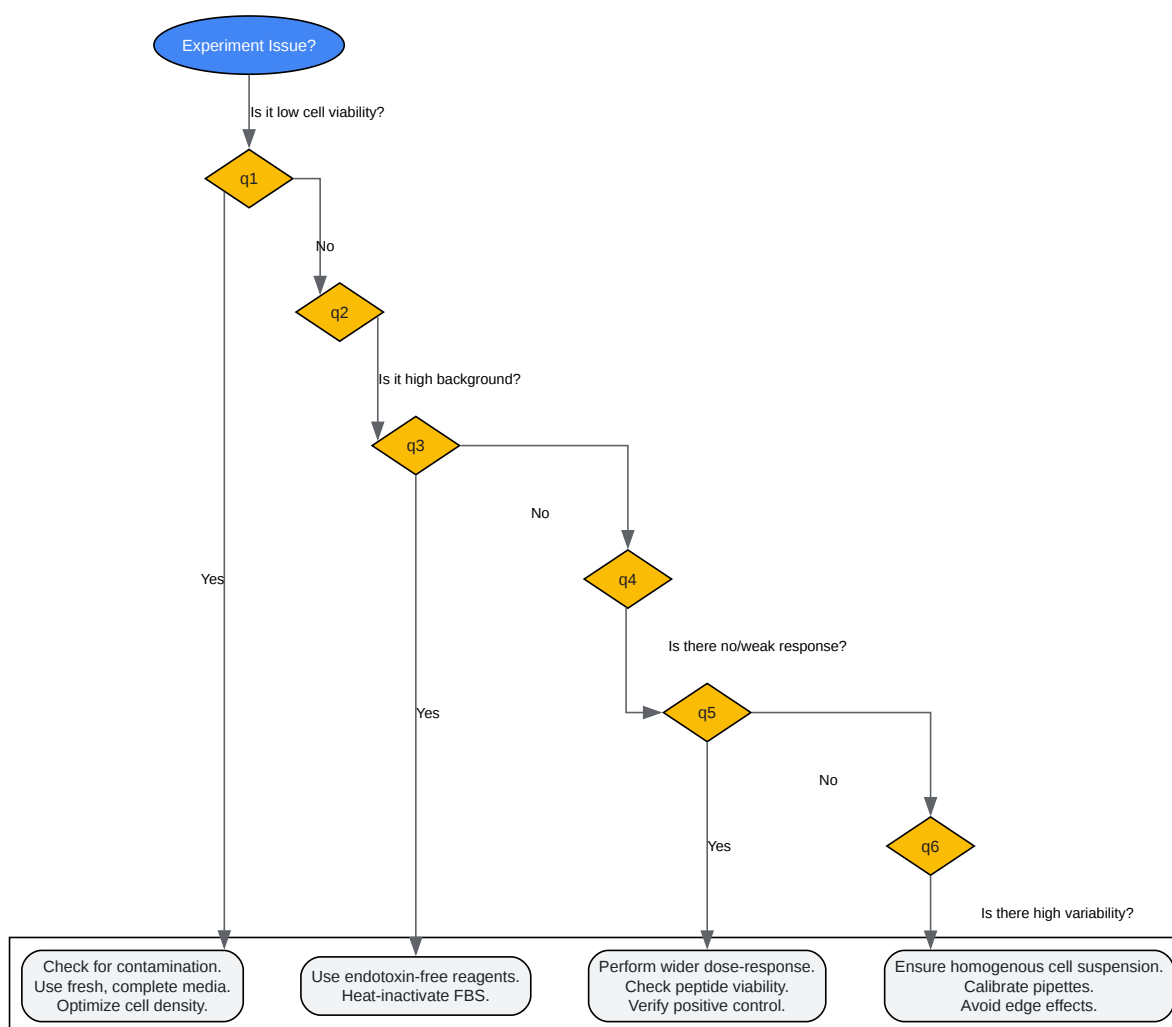 Experiment Issue?
Is it low cell viability?
q1
No
q2
Is it high background?
q3
No
q4
Yes
Is there no/weak response?
Yes
q5
No
Yes
q6
Is there high variability?
Check for contamination.
Use fresh, complete media.
Optimize cell density.
Use endotoxin-free reagents.
Heat-inactivate FBS.
Perform wider dose-response.
Check peptide viability.
Verify positive control.
Ensure homogenous cell suspension.
Calibrate pipettes.
Avoid edge effects.